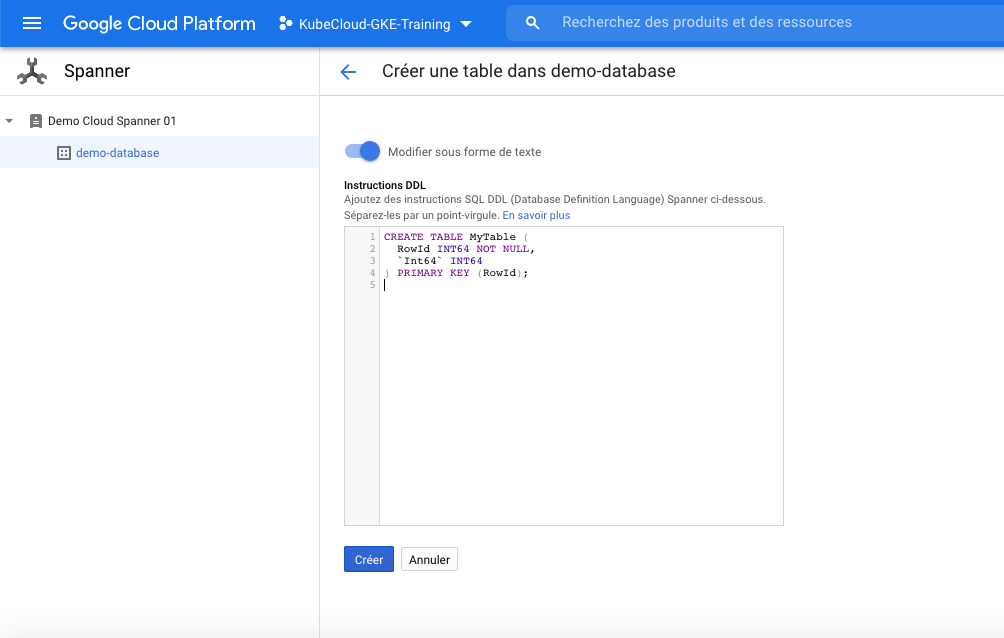 Google Cloud Platform
KubeCloud-GKE-Training
Recherchez des produits et des ressources
Spanner
Créer une table dans demo-database
Demo Cloud Spanner 01
demo-database
Modifier sous forme de texte
Instructions DDL
Ajoutez des instructions SQL DDL (Database Definition Language) Spanner ci-dessous.
Séparez-les par un point-virgule. En savoir plus
1 CREATE TABLE MyTable (
2 RowId INT64 NOT NULL,
3 `Int64` INT64
4 ) PRIMARY KEY (RowId);
5
Créer
Annuler